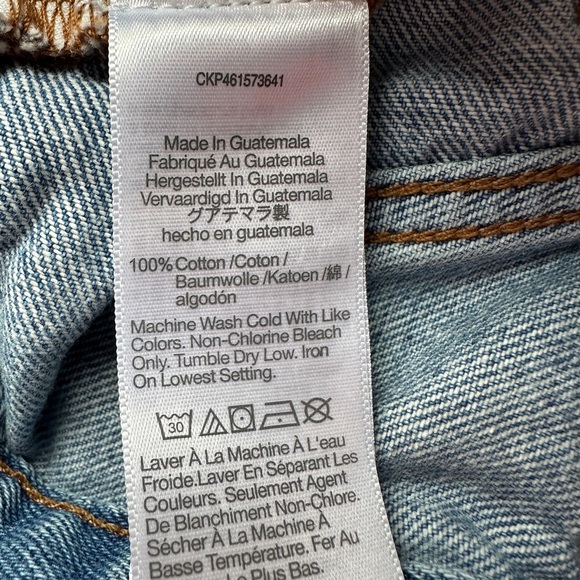 CKP461573641
Made In Guatemala
Fabriqué Au Guatemala
Hergestellt In Guatemala
Vervaardigd In Guatemala
グアテマラ製
hecho en guatemala
100% Cotton /Coton /
Baumwolle /Katoen /綿 /
algodón
Machine Wash Cold With Like
Colors. Non-Chlorine Bleach
Only. Tumble Dry Low. Iron
On Lowest Setting.
30
Laver À La Machine À L'eau
Froide.Laver En Séparant Les
Couleurs. Seulement Agent
De Blanchiment Non-Chlore.
Sécher À La Machine À
Basse Température. Fer Au
Le Plus Bas.